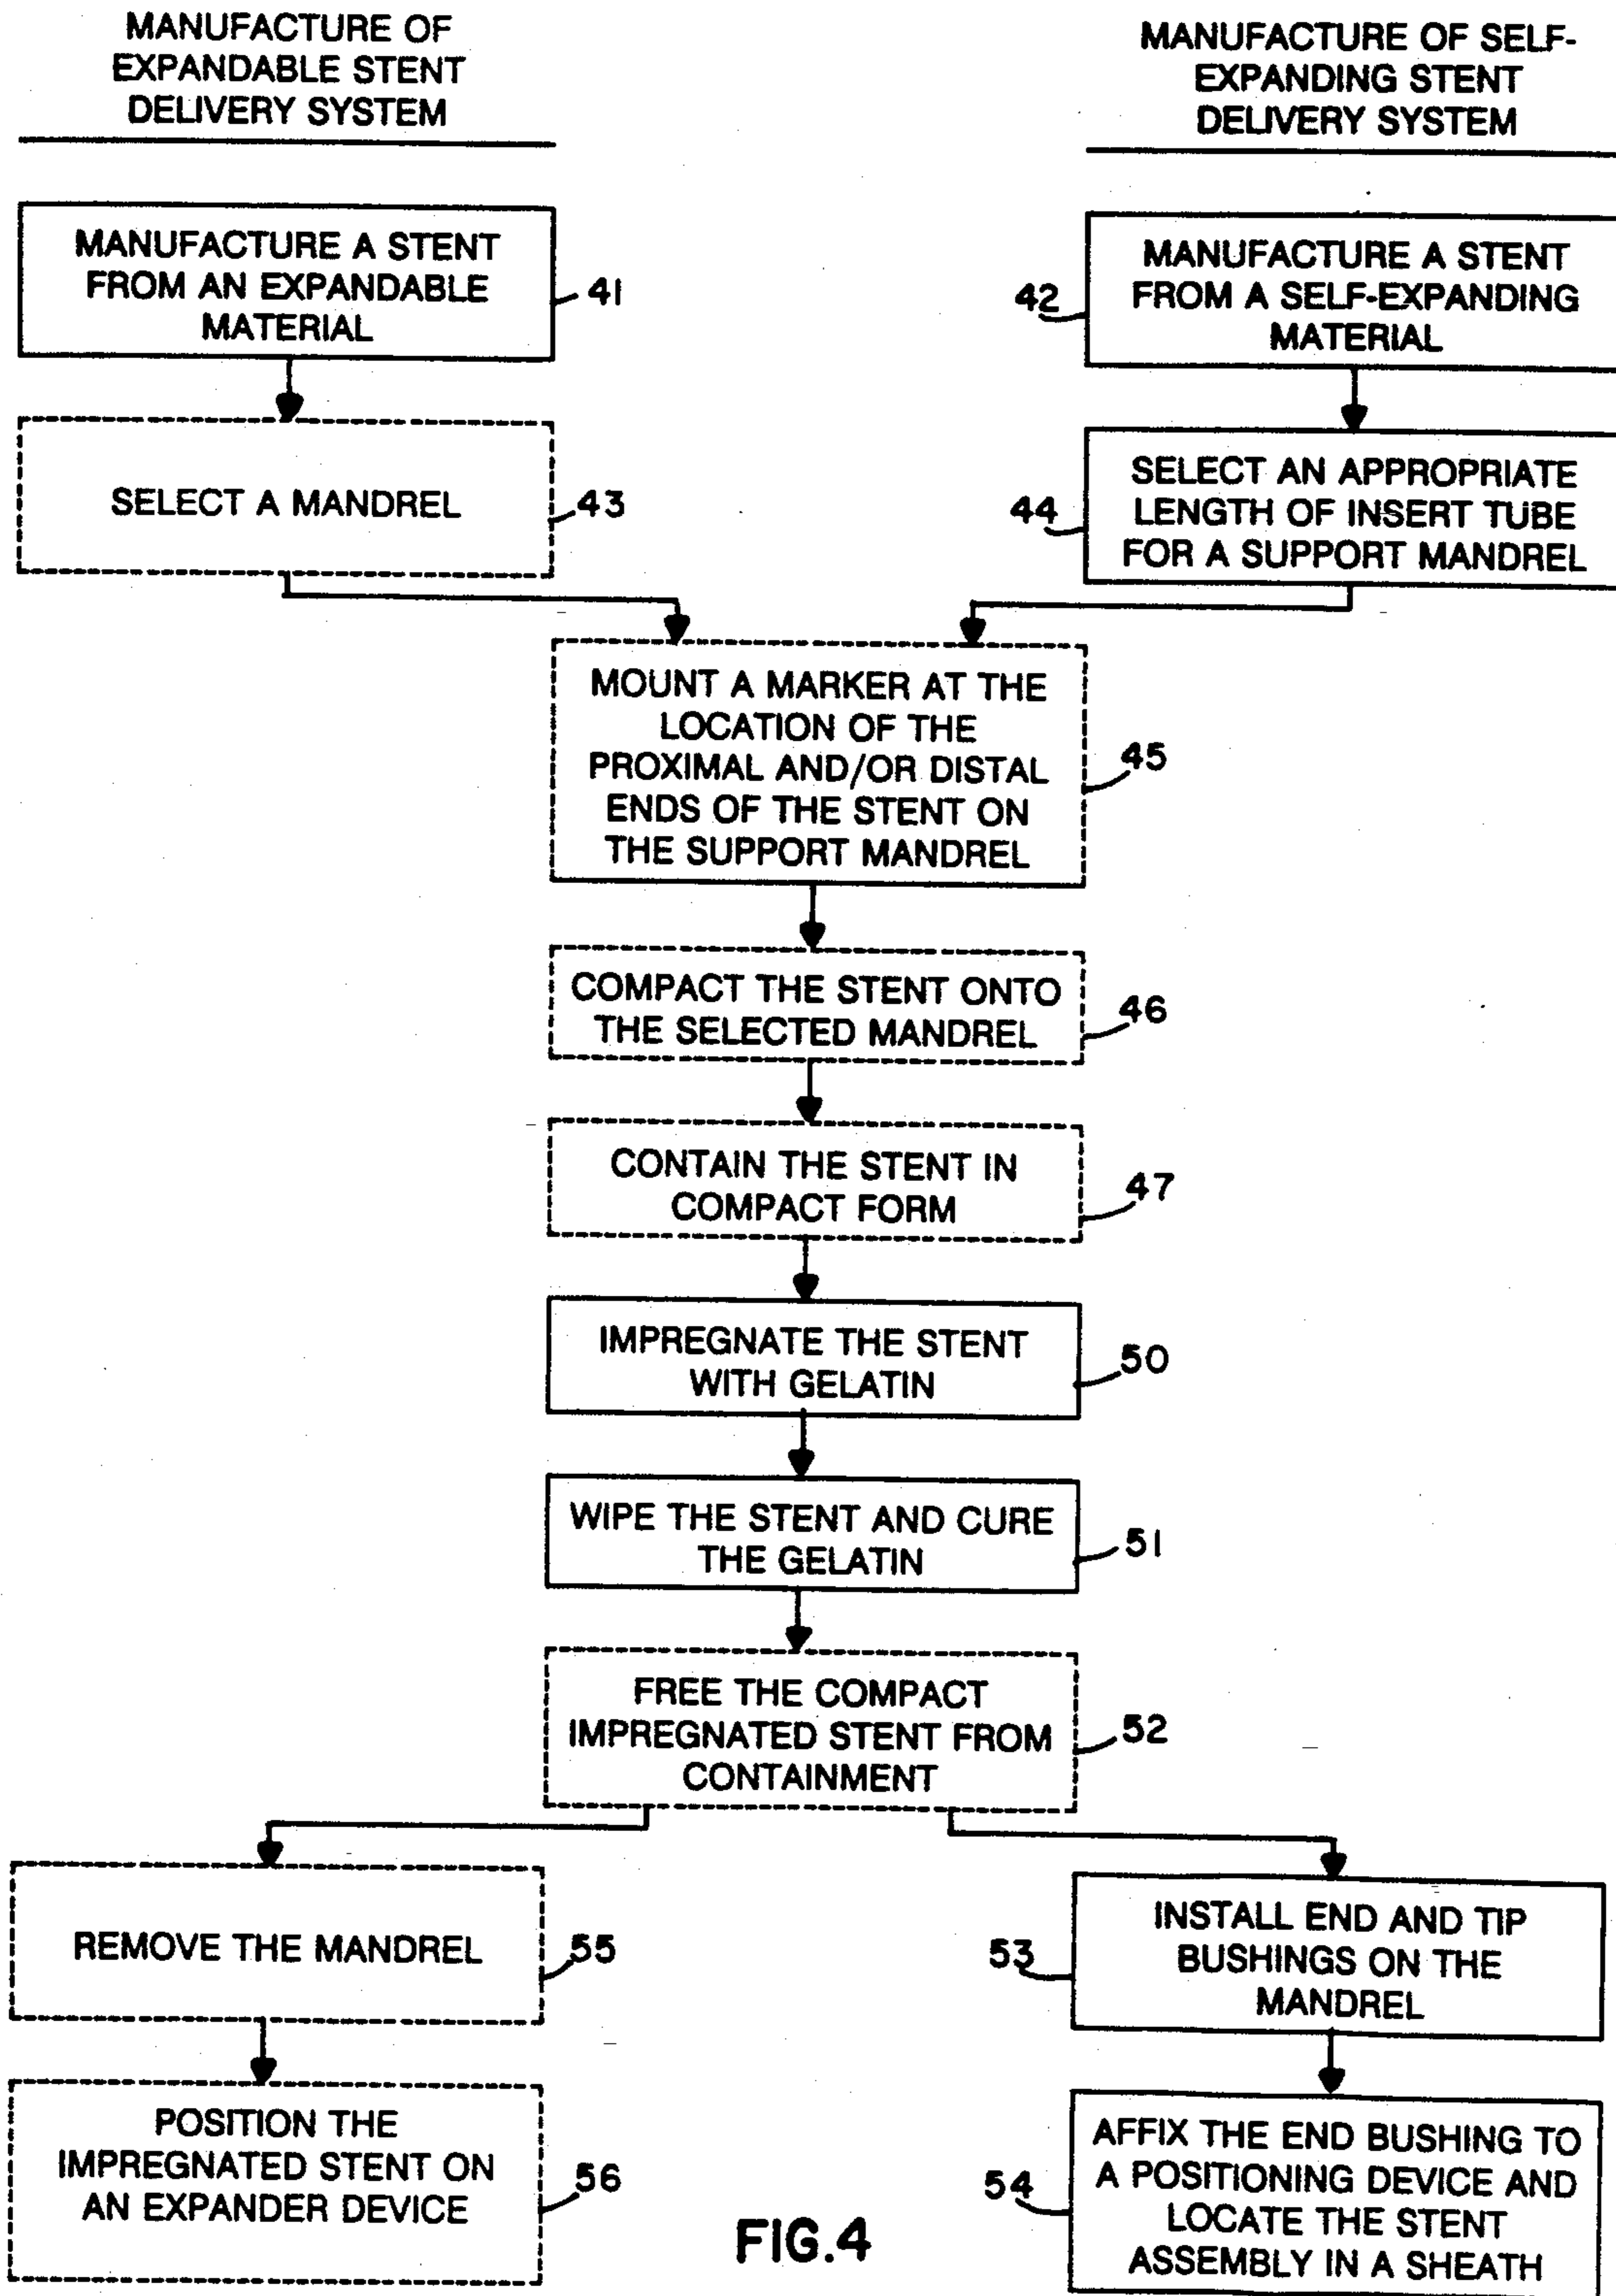 MANUFACTURE OF
EXPANDABLE STENT
DELIVERY SYSTEM
MANUFACTURE OF SELF-
EXPANDING STENT
DELIVERY SYSTEM
MANUFACTURE A STENT
FROM AN EXPANDABLE
MATERIAL
41
42
MANUFACTURE A STENT
FROM A SELF-EXPANDING
MATERIAL
SELECT A MANDREL
43
44
SELECT AN APPROPRIATE
LENGTH OF INSERT TUBE
FOR A SUPPORT MANDREL
MOUNT A MARKER AT THE
LOCATION OF THE
PROXIMAL AND/OR DISTAL
ENDS OF THE STENT ON
THE SUPPORT MANDREL
45
COMPACT THE STENT ONTO
THE SELECTED MANDREL
46
CONTAIN THE STENT IN
COMPACT FORM
47
IMPREGNATE THE STENT
WITH GELATIN
50
WIPE THE STENT AND CURE
THE GELATIN
51
FREE THE COMPACT
IMPREGNATED STENT FROM
CONTAINMENT
52
REMOVE THE MANDREL
55
53
INSTALL END AND TIP
BUSHINGS ON THE
MANDREL
POSITION THE
IMPREGNATED STENT ON
AN EXPANDER DEVICE
56
54
AFFIX THE END BUSHING TO
A POSITIONING DEVICE AND
LOCATE THE STENT
ASSEMBLY IN A SHEATH
FIG.4